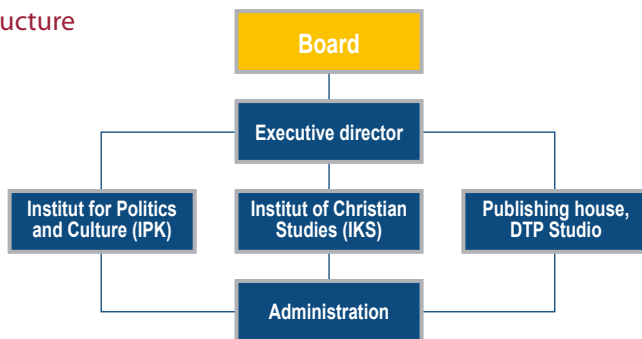 ucture
Board
Executive director
Institut for Politics
and Culture (IPK)
Institut of Christian
Studies (IKS)
Publishing house,
DTP Studio
Administration